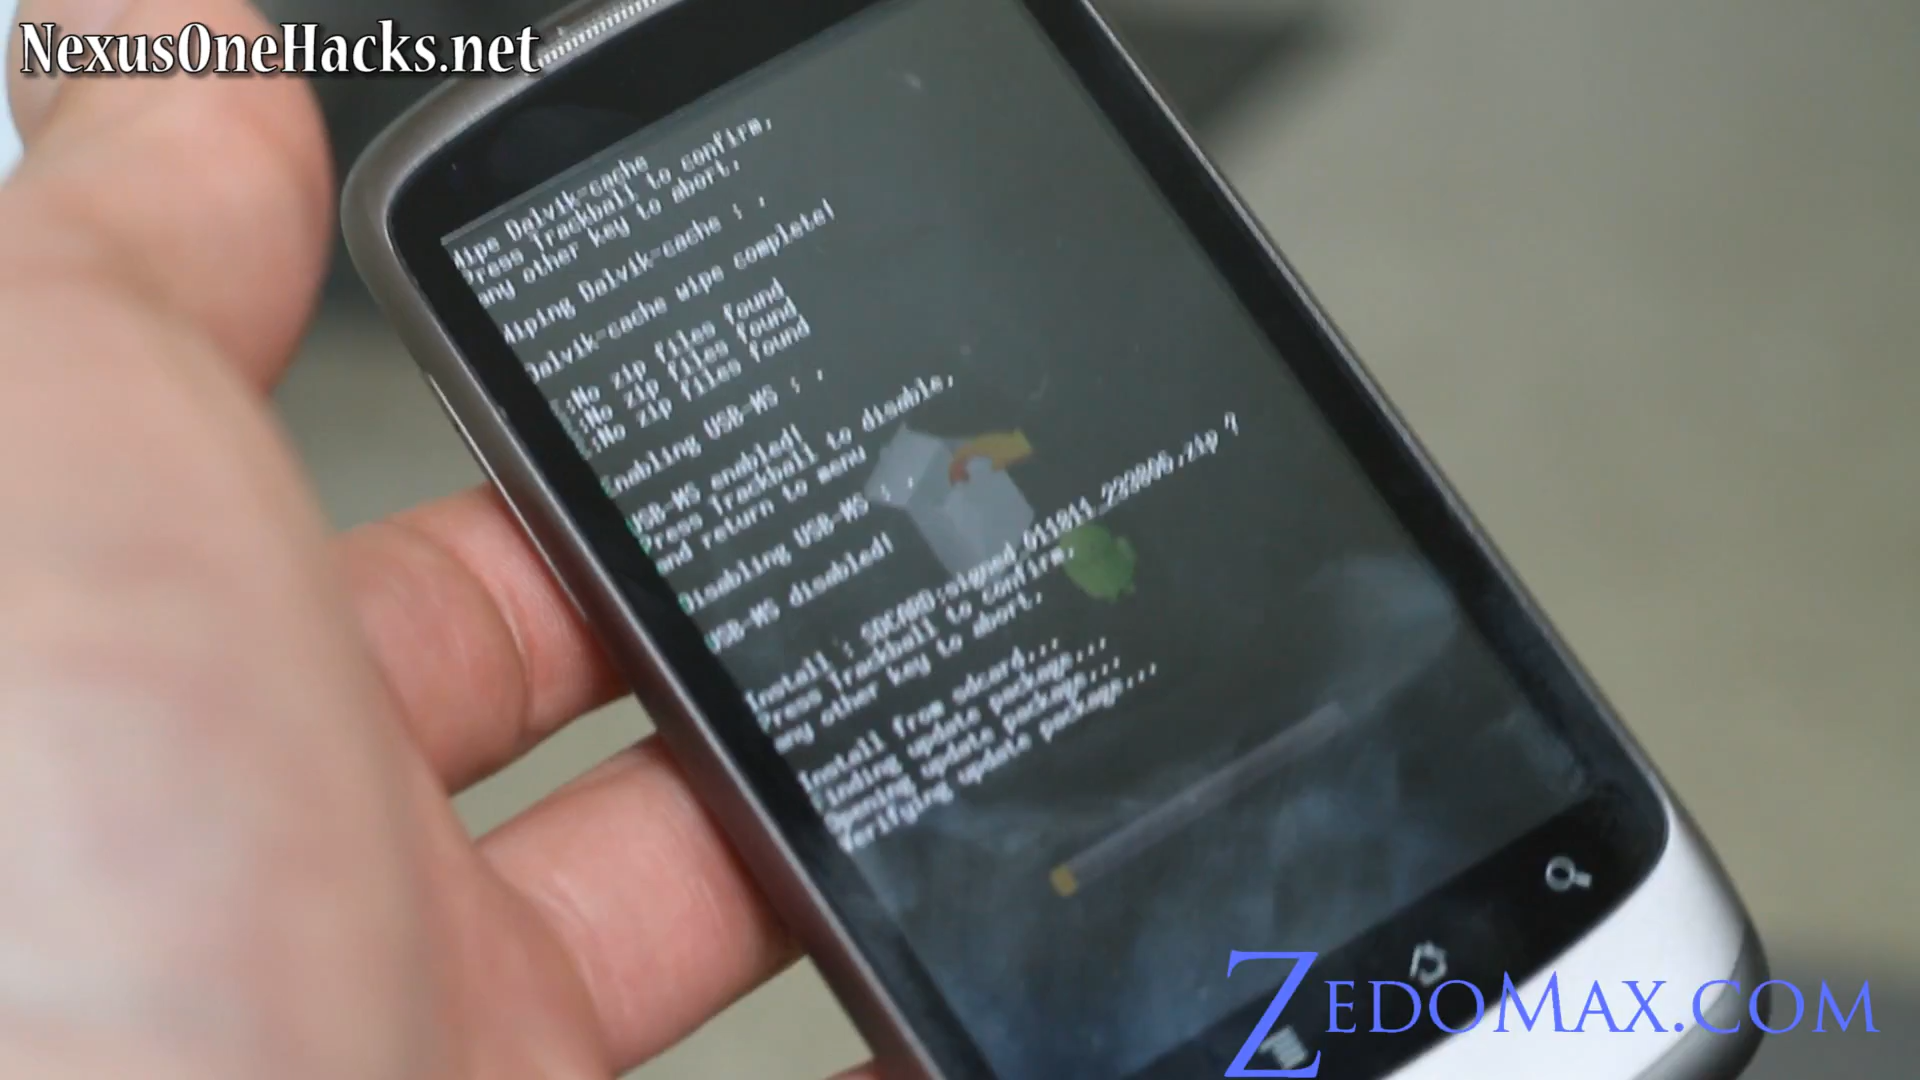 NexusOneHacks.net
Wipe Dalvik-cache
Press Trackball to confirm,
any other key to abort.
Wiping Dalvik-cache : .
Dalvik-cache wipe complete!
E:No zip files found
E:No zip files found
E:No zip files found
Enabling USB-MS : .
USB-MS enabled!
Press Trackball to disable,
and return to menu
Disabling USB-MS : .
USB-MS disabled!
Install : SDCARD:signed_011811_233806.zip ?
Press Trackball to confirm,
any other key to abort.
Install from sdcard...
Finding update package...
Opening update package...
Verifying update package...
ZEDOMAX.COM